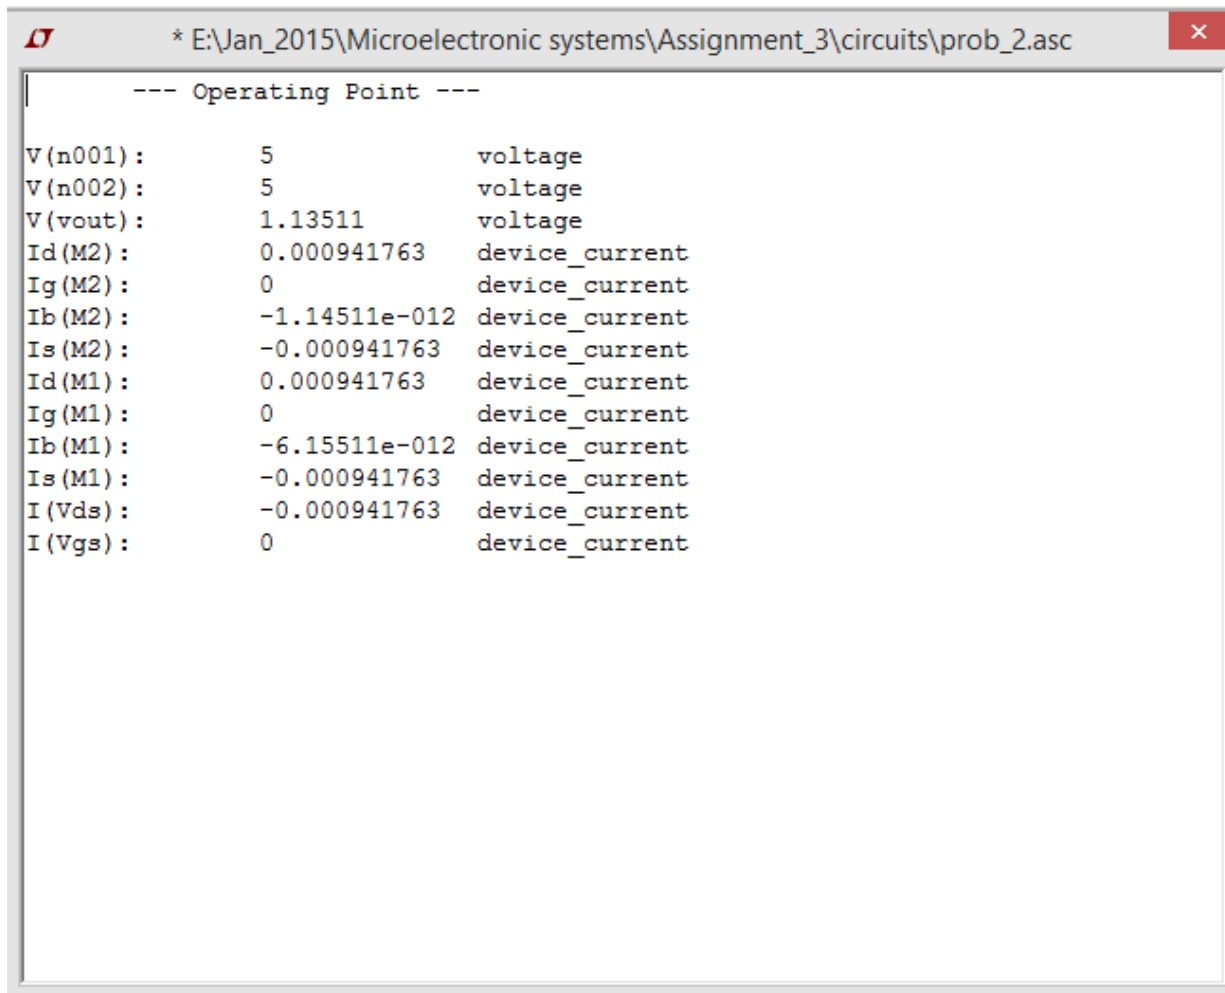 * E:\Jan_2015\Microelectronic systems\Assignment_3\circuits\prob_2.asc
--- Operating Point ---
V(n001): 5 voltage
V(n002): 5 voltage
V(vout): 1.13511 voltage
Id(M2): 0.000941763 device_current
Ig(M2): 0 device_current
Ib(M2): -1.14511e-012 device_current
Is(M2): -0.000941763 device_current
Id(M1): 0.000941763 device_current
Ig(M1): 0 device_current
Ib(M1): -6.15511e-012 device_current
Is(M1): -0.000941763 device_current
I(Vds): -0.000941763 device_current
I(Vgs): 0 device_current